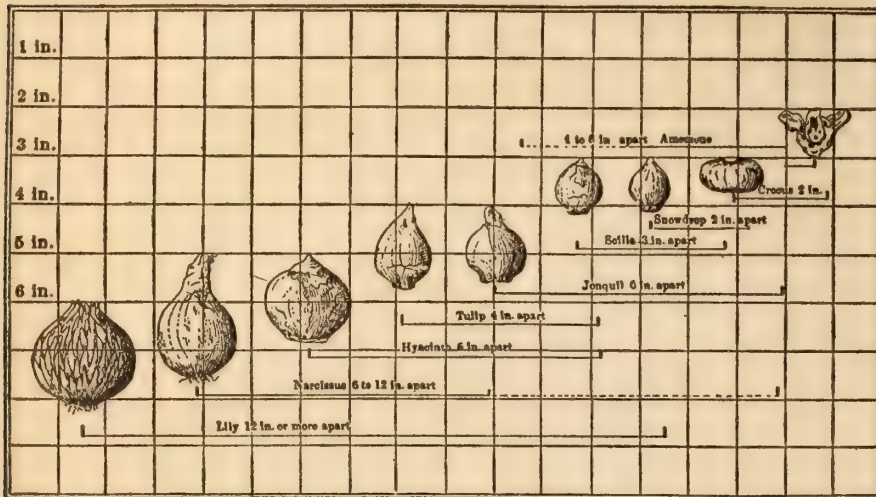 1 in.
2 in.
3 in.
4 to 6 in. apart Anemone
4 in.
Crocus 2 in.
Snowdrop 2 in. apart
5 in.
Scilla 3 in. apart
6 in.
Jonquil 6 in. apart
Tulip 4 in. apart
Hyacinth 6 in. apart
Narcissus 6 to 12 in. apart
Lily 12 in. or more apart